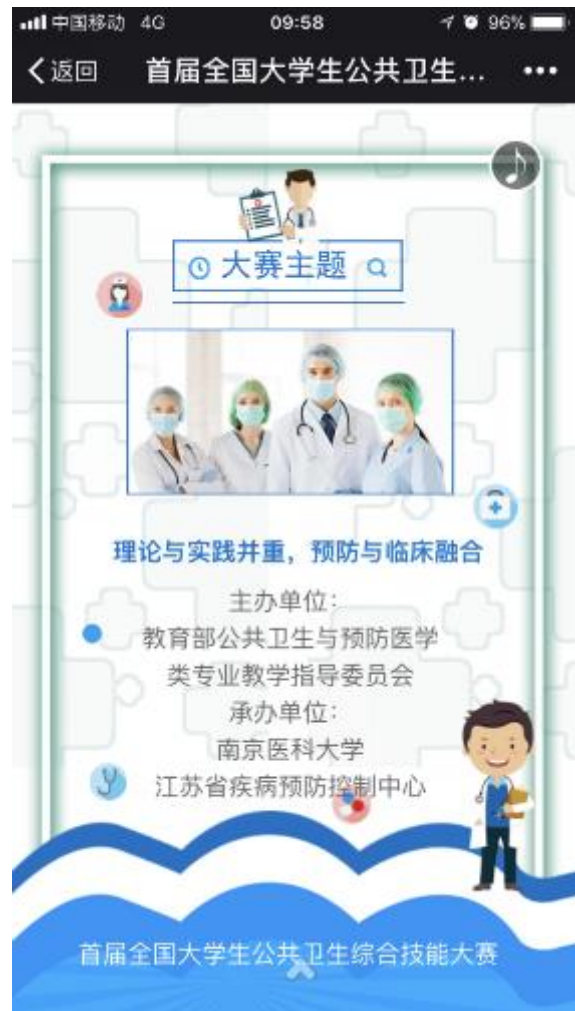 中国移动 4G 09:58 96%
返回 首届全国大学生公共卫生... •••
大赛主题
理论与实践并重，预防与临床融合
主办单位：
教育部公共卫生与预防医学
类专业教学指导委员会
承办单位：
南京医科大学
江苏省疾病预防控制中心
首届全国大学生公共卫生综合技能大赛